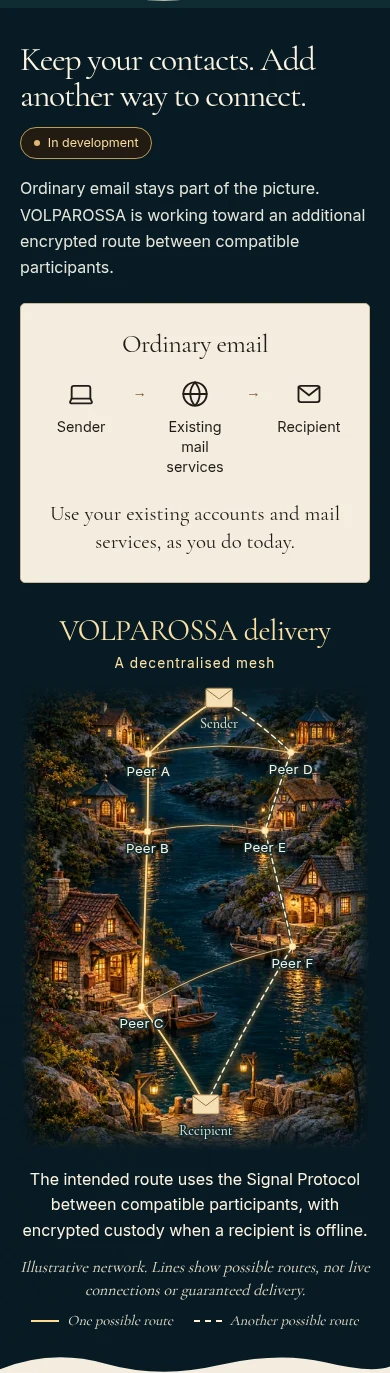 Keep your contacts. Add
another way to connect.
In development
Ordinary email stays part of the picture.
VOLPAROSSA is working toward an additional
encrypted route between compatible
participants.
Ordinary email
→ →
Sender
Existing
mail
services
Recipient
Use your existing accounts and mail
services, as you do today.
VOLPAROSSA delivery
A decentralised mesh
Sender
Peer A
Peer D
Peer B
Peer E
Peer F
Peer C
Recipient
The intended route uses the Signal Protocol
between compatible participants, with
encrypted custody when a recipient is offline.
Illustrative network. Lines show possible routes, not live
connections or guaranteed delivery.
One possible route
Another possible route